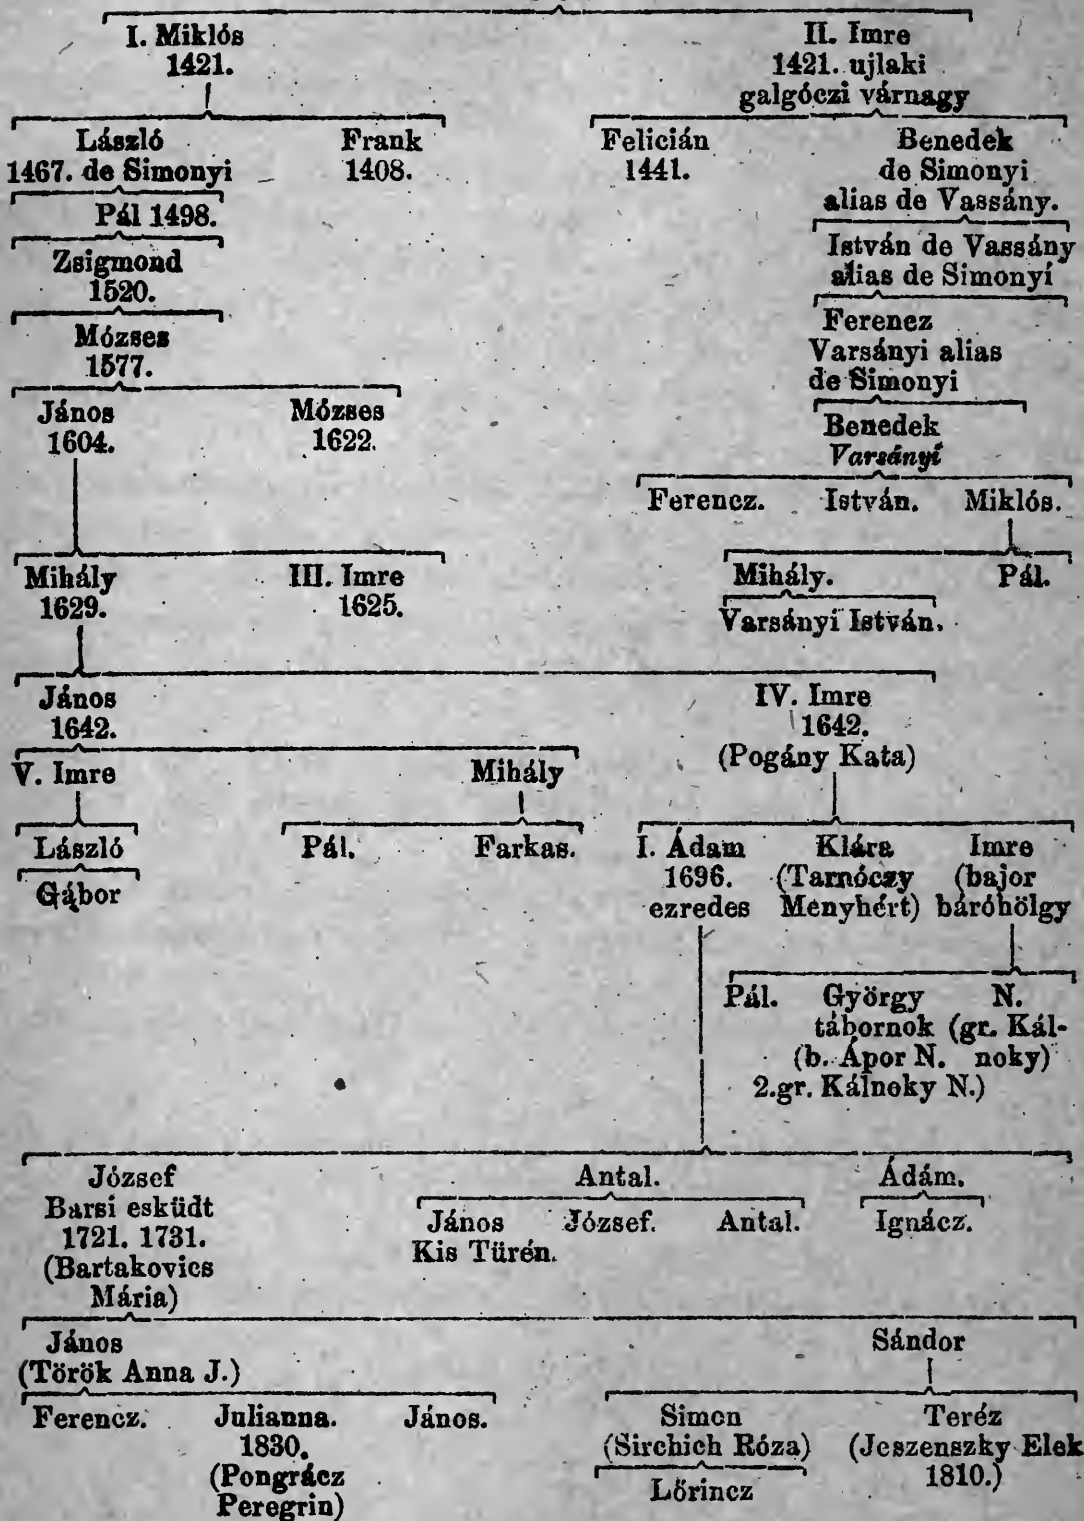 I. Miklós II. Imre
1421. 1421. ujlaki
galgóczi várnagy
László Frank Felicián Benedek
1467. de Simonyi 1408. 1441. de Simonyi
alias de Vassány.
Pál 1498.
István de Vassány
Zsigmond alias de Simonyi
1520.
Ferencz
Mózses Varsányi alias
1577. de Simonyi
János Mózses Benedek
1604. 1622. Varsányi
Ferencz. István. Miklós.
Mihály III. Imre Mihály. Pál.
1629. 1625.
Varsányi István.
János IV. Imre
1642. 1642.
(Pogány Kata)
V. Imre Mihály
László Pál. Farkas. I. Ádam Klára Imre
1696. (Tarnóczy (bajor
Gábor ezredes Menyhért) báróhölgy
Pál. György N.
tábornok (gr. Kál-
(b. Ápor N. noky)
2.gr. Kálnoky N.)
József Antal. Ádám.
Barsi esküdt
1721. 1731. János József. Antal. Ignácz.
(Bartakovics Kis Türén.
Mária)
János Sándor
(Török Anna J.)
Ferencz. Julianna. János. Simon Teréz
1830. (Sirchich Róza) (Jeszenszky Elek
(Pongrácz Lőrincz 1810.)
Peregrin)